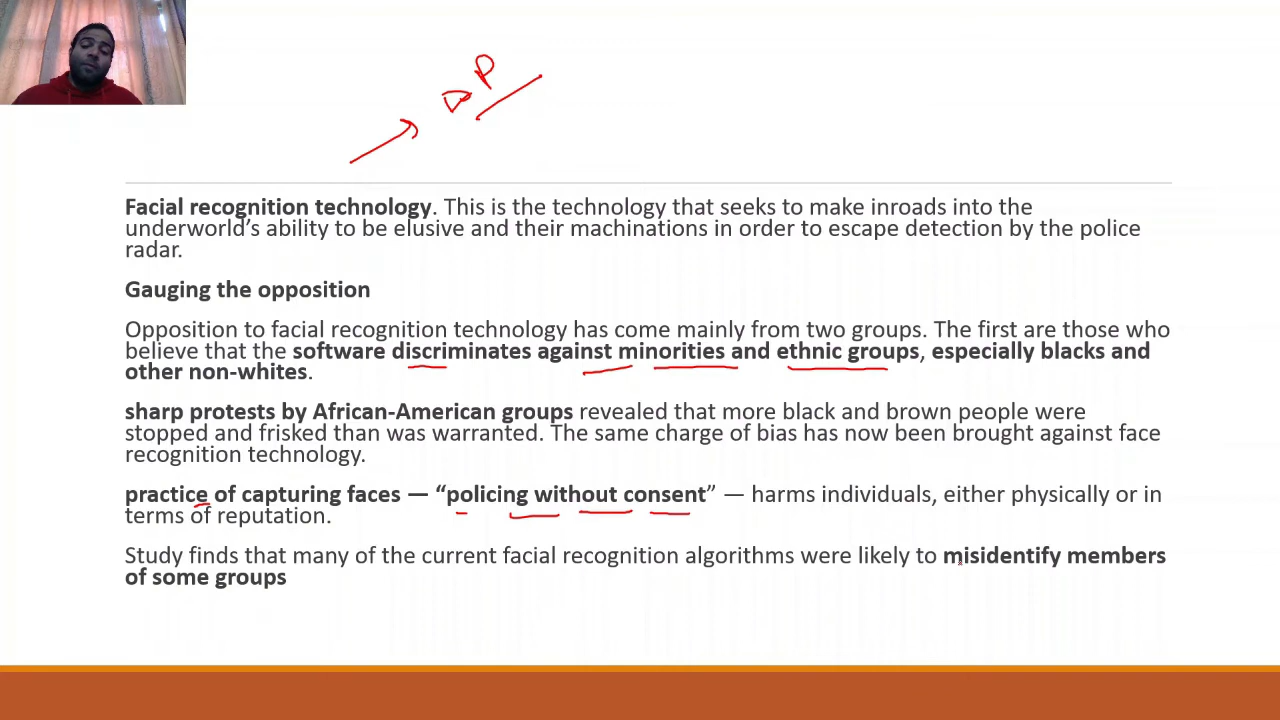 P
Facial recognition technology. This is the technology that seeks to make inroads into the
underworld's ability to be elusive and their machinations in order to escape detection by the police
radar.
Gauging the opposition
Opposition to facial recognition technology has come mainly from two groups. The first are those who
believe that the software discriminates against minorities and ethnic groups, especially blacks and
other non-whites.
sharp protests by African-American groups revealed that more black and brown people were
stopped and frisked than was warranted. The same charge of bias has now been brought against face
recognition technology.
practice of capturing faces — “policing without consent” — harms individuals, either physically or in
terms of reputation.
Study finds that many of the current facial recognition algorithms were likely to misidentify members
of some groups